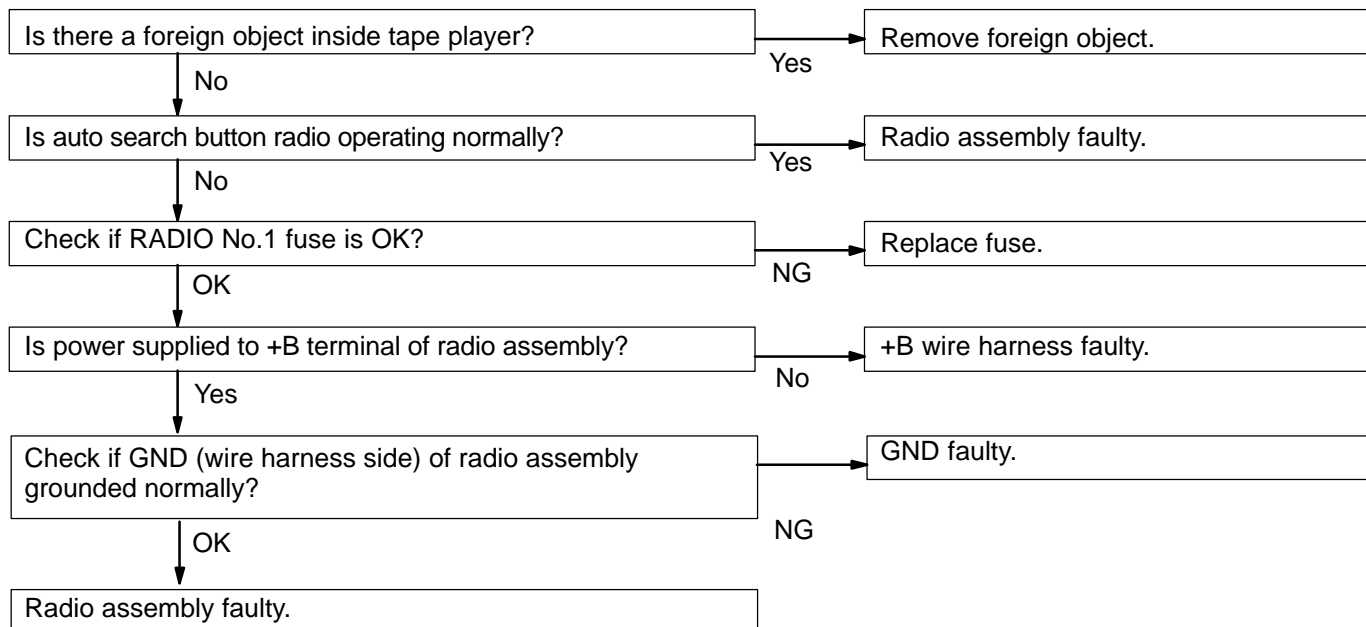 Is there a foreign object inside tape player?
Yes
Remove foreign object.
No
Is auto search button radio operating normally?
Yes
Radio assembly faulty.
No
Check if RADIO No.1 fuse is OK?
NG
Replace fuse.
OK
Is power supplied to +B terminal of radio assembly?
No
+B wire harness faulty.
Yes
Check if GND (wire harness side) of radio assembly
grounded normally?
NG
GND faulty.
OK
Radio assembly faulty.